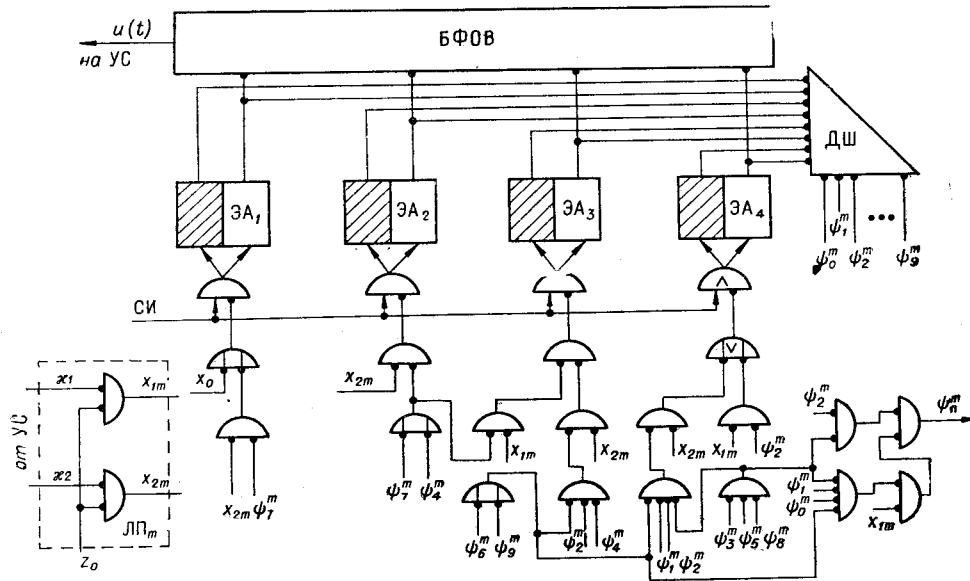 u(t)
на УС
БФОВ
ДШ
ЭА₁
ЭА₂
ЭА₃
ЭА₄
ψ₀ᵐ ψ₁ᵐ ψ₂ᵐ ••• ψ₉ᵐ
СИ
∧
∨
от УС
x1
x2
x₁ₘ
x₂ₘ
ЛПₘ
z₀
x₀
x₂ₘ ψ₇ᵐ
x₂ₘ
ψ₇ᵐ ψ₄ᵐ
x₁ₘ
ψ₆ᵐ ψ₉ᵐ
x₂ₘ
ψ₂ᵐ ψ₄ᵐ
x₂ₘ
ψ₁ᵐ ψ₂ᵐ
x₁ₘ ψ₂ᵐ
ψ₃ᵐ ψ₅ᵐ ψ₈ᵐ
ψ₂ᵐ
ψ₁ᵐ
ψ₀ᵐ
x₁ₘ
ψₙᵐ